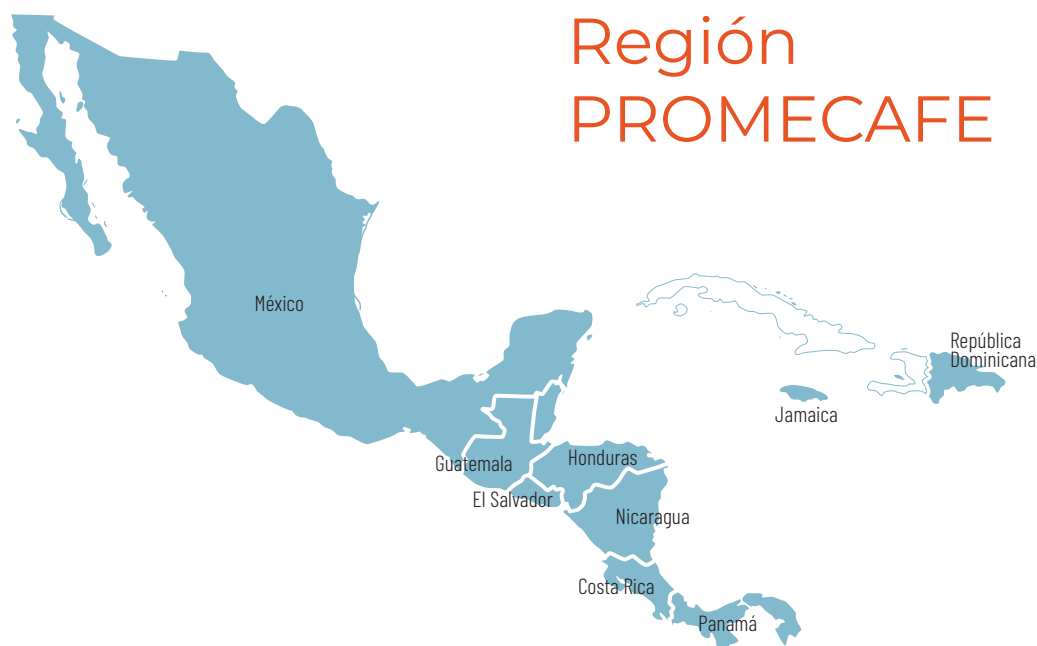 Región
PROMECAFE
México
República
Dominicana
Jamaica
Guatemala
Honduras
El Salvador
Nicaragua
Costa Rica
Panamá